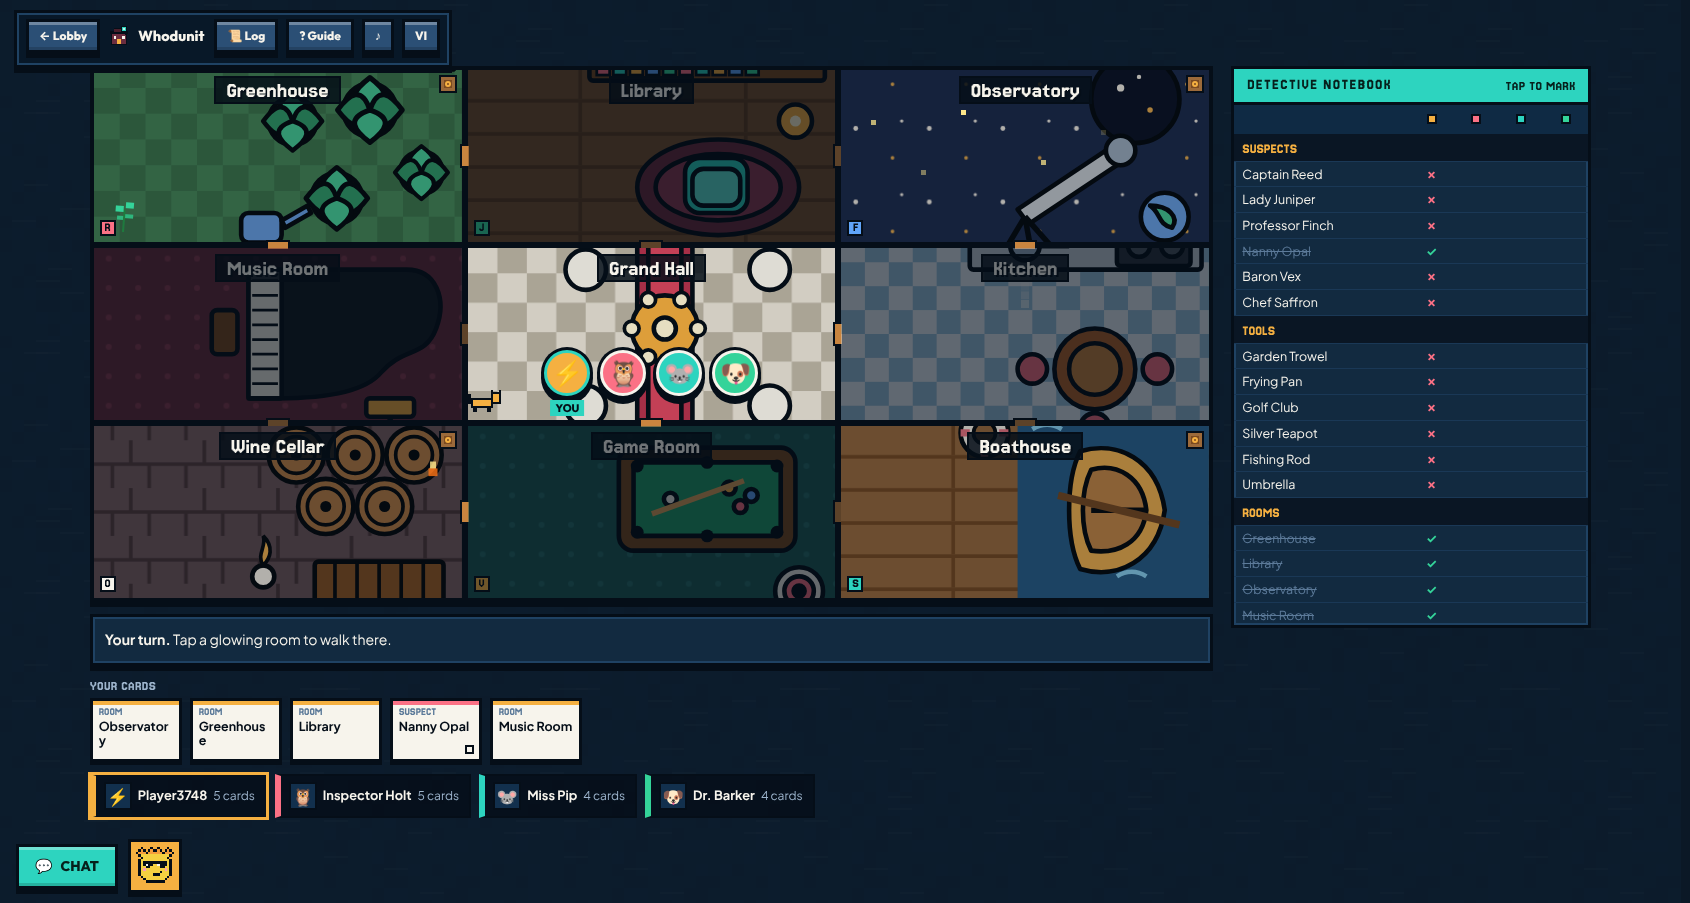 ← Lobby
Whodunit
Log
? Guide
♪
VI
Greenhouse
Library
Observatory
R
J
F
Music Room
Grand Hall
Kitchen
YOU
Wine Cellar
Game Room
Boathouse
O
V
S
Your turn. Tap a glowing room to walk there.
YOUR CARDS
ROOM
Observator
y
ROOM
Greenhous
e
ROOM
Library
SUSPECT
Nanny Opal
ROOM
Music Room
Player3748 5 cards
Inspector Holt 5 cards
Miss Pip 4 cards
Dr. Barker 4 cards
CHAT
DETECTIVE NOTEBOOK
TAP TO MARK
SUSPECTS
Captain Reed ×
Lady Juniper ×
Professor Finch ×
Nanny Opal ✓
Baron Vex ×
Chef Saffron ×
TOOLS
Garden Trowel ×
Frying Pan ×
Golf Club ×
Silver Teapot ×
Fishing Rod ×
Umbrella ×
ROOMS
Greenhouse ✓
Library ✓
Observatory ✓
Music Room ✓